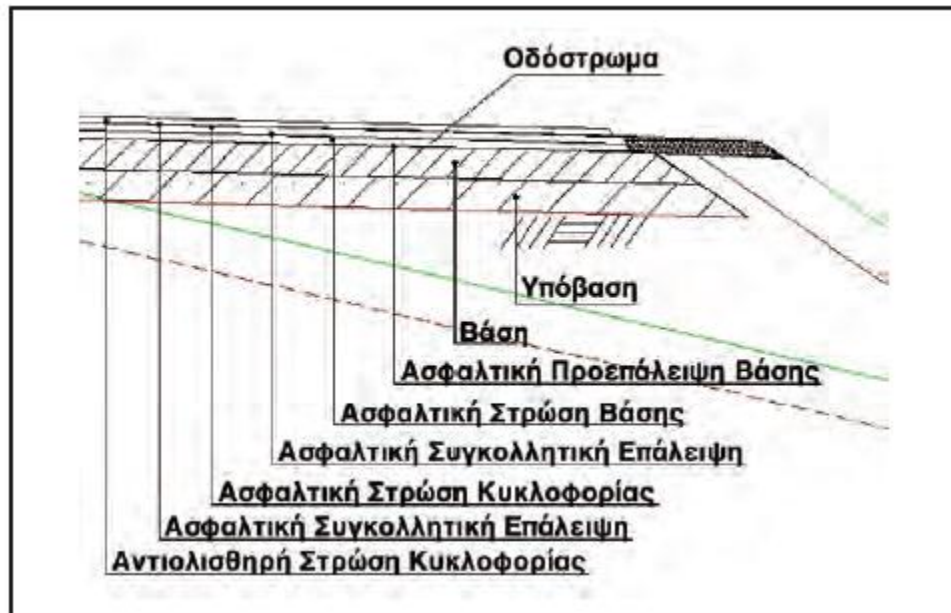 Οδόστρωμα
Υπόβαση
Βάση
Ασφαλτική Προεπάλειψη Βάσης
Ασφαλτική Στρώση Βάσης
Ασφαλτική Συγκολλητική Επάλειψη
Ασφαλτική Στρώση Κυκλοφορίας
Ασφαλτική Συγκολλητική Επάλειψη
Αντιολισθηρή Στρώση Κυκλοφορίας